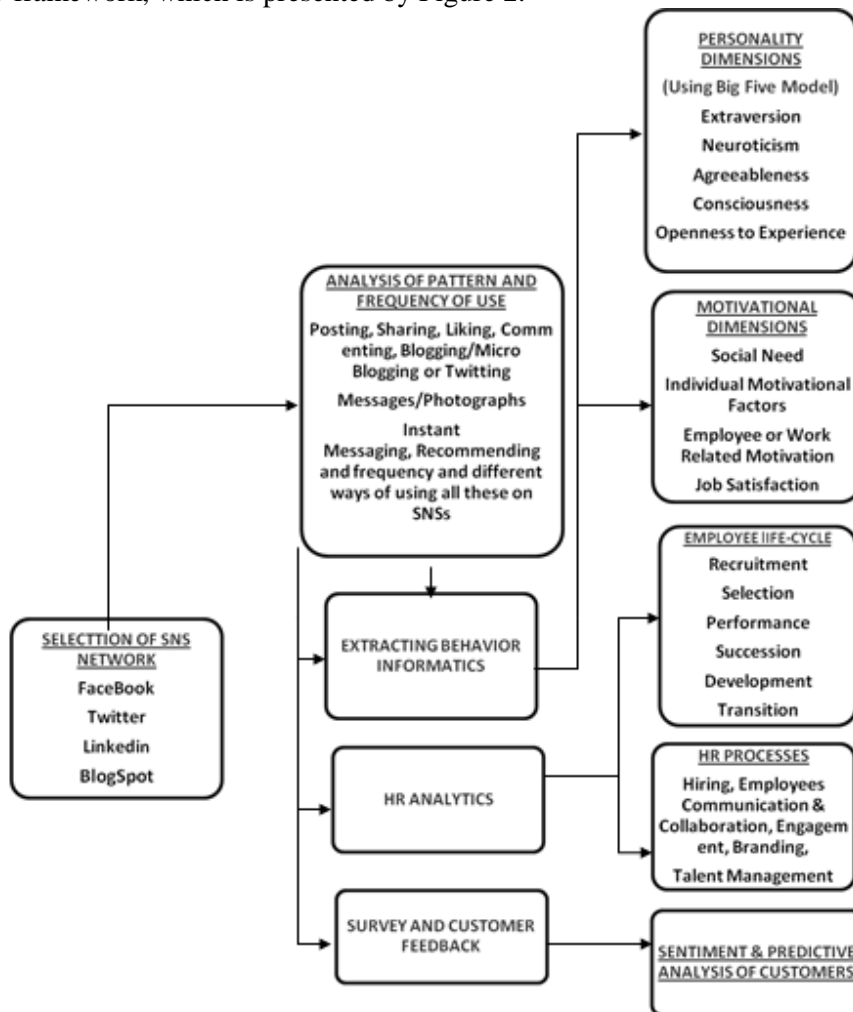 framework, which is presented by Figure 2.
PERSONALITY
DIMENSIONS
(Using Big Five Model)
Extraversion
Neuroticism
Agreeableness
Consciousness
Openness to Experience
ANALYSIS OF PATTERN AND
FREQUENCY OF USE
Posting, Sharing, Liking, Comm
enting, Blogging/Micro
Blogging or Twitting
Messages/Photographs
Instant
Messaging, Recommending
and frequency and different
ways of using all these on
SNSs
MOTIVATIONAL
DIMENSIONS
Social Need
Individual Motivational
Factors
Employee or Work
Related Motivation
Job Satisfaction
EMPLOYEE lIFE-CYCLE
Recruitment
Selection
Performance
Succession
Development
Transition
SELECTTION OF SNS
NETWORK
FaceBook
Twitter
Linkedin
BlogSpot
EXTRACTING BEHAVIOR
INFORMATICS
HR ANALYTICS
HR PROCESSES
Hiring, Employees
Communication &
Collaboration, Engagem
ent, Branding,
Talent Management
SURVEY AND CUSTOMER
FEEDBACK
SENTIMENT & PREDICTIVE
ANALYSIS OF CUSTOMERS